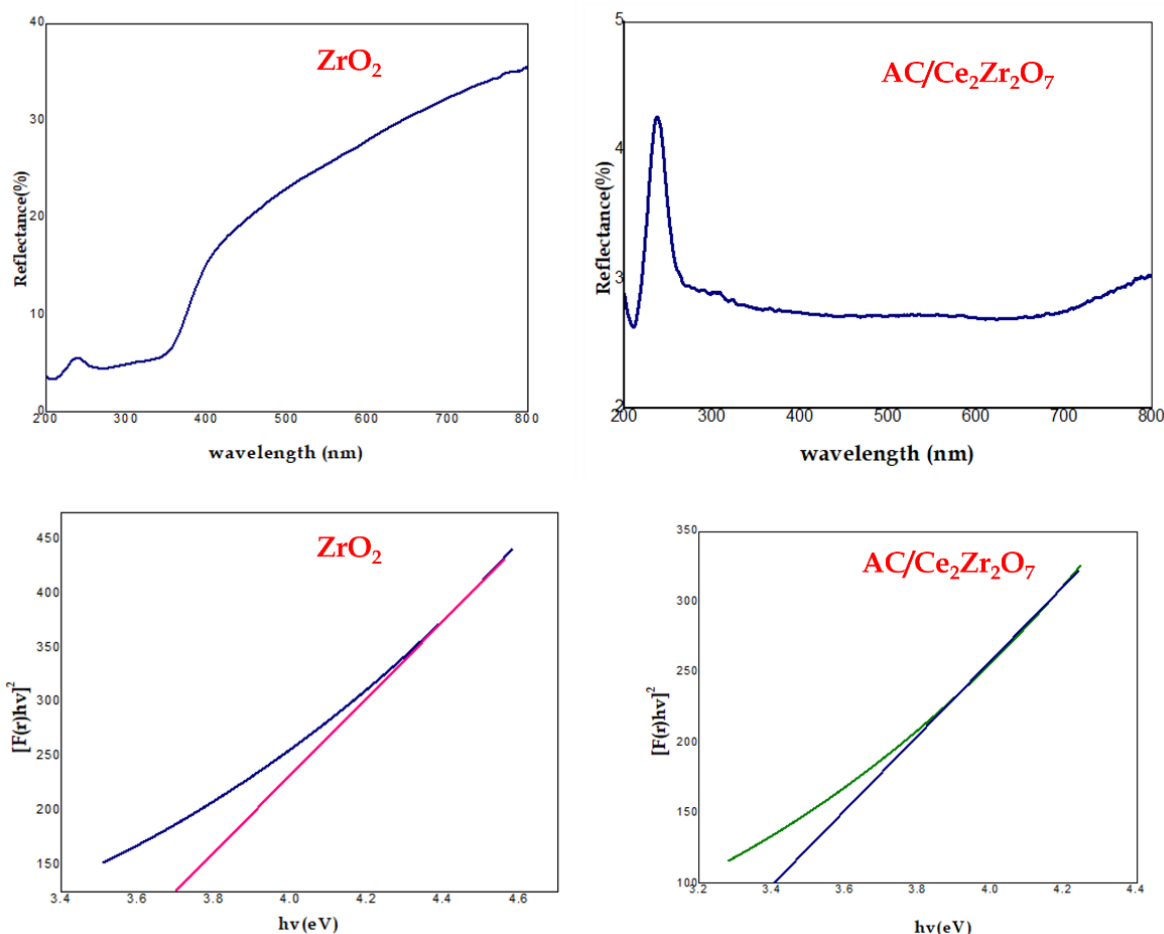 ZrO₂
40
30
20
10
0
Reflectance(%)
200 300 400 500 600 700 800
wavelength (nm)
AC/Ce₂Zr₂O₇
5
4
3
2
Reflectance(%)
200 300 400 500 600 700 800
wavelength (nm)
ZrO₂
450
400
350
300
250
200
150
[F(r)hv]²
3.4 3.6 3.8 4.0 4.2 4.4 4.6
hv(eV)
AC/Ce₂Zr₂O₇
350
300
250
200
150
100
[F(r)hv]²
3.2 3.4 3.6 3.8 4.0 4.2 4.4
hv(eV)